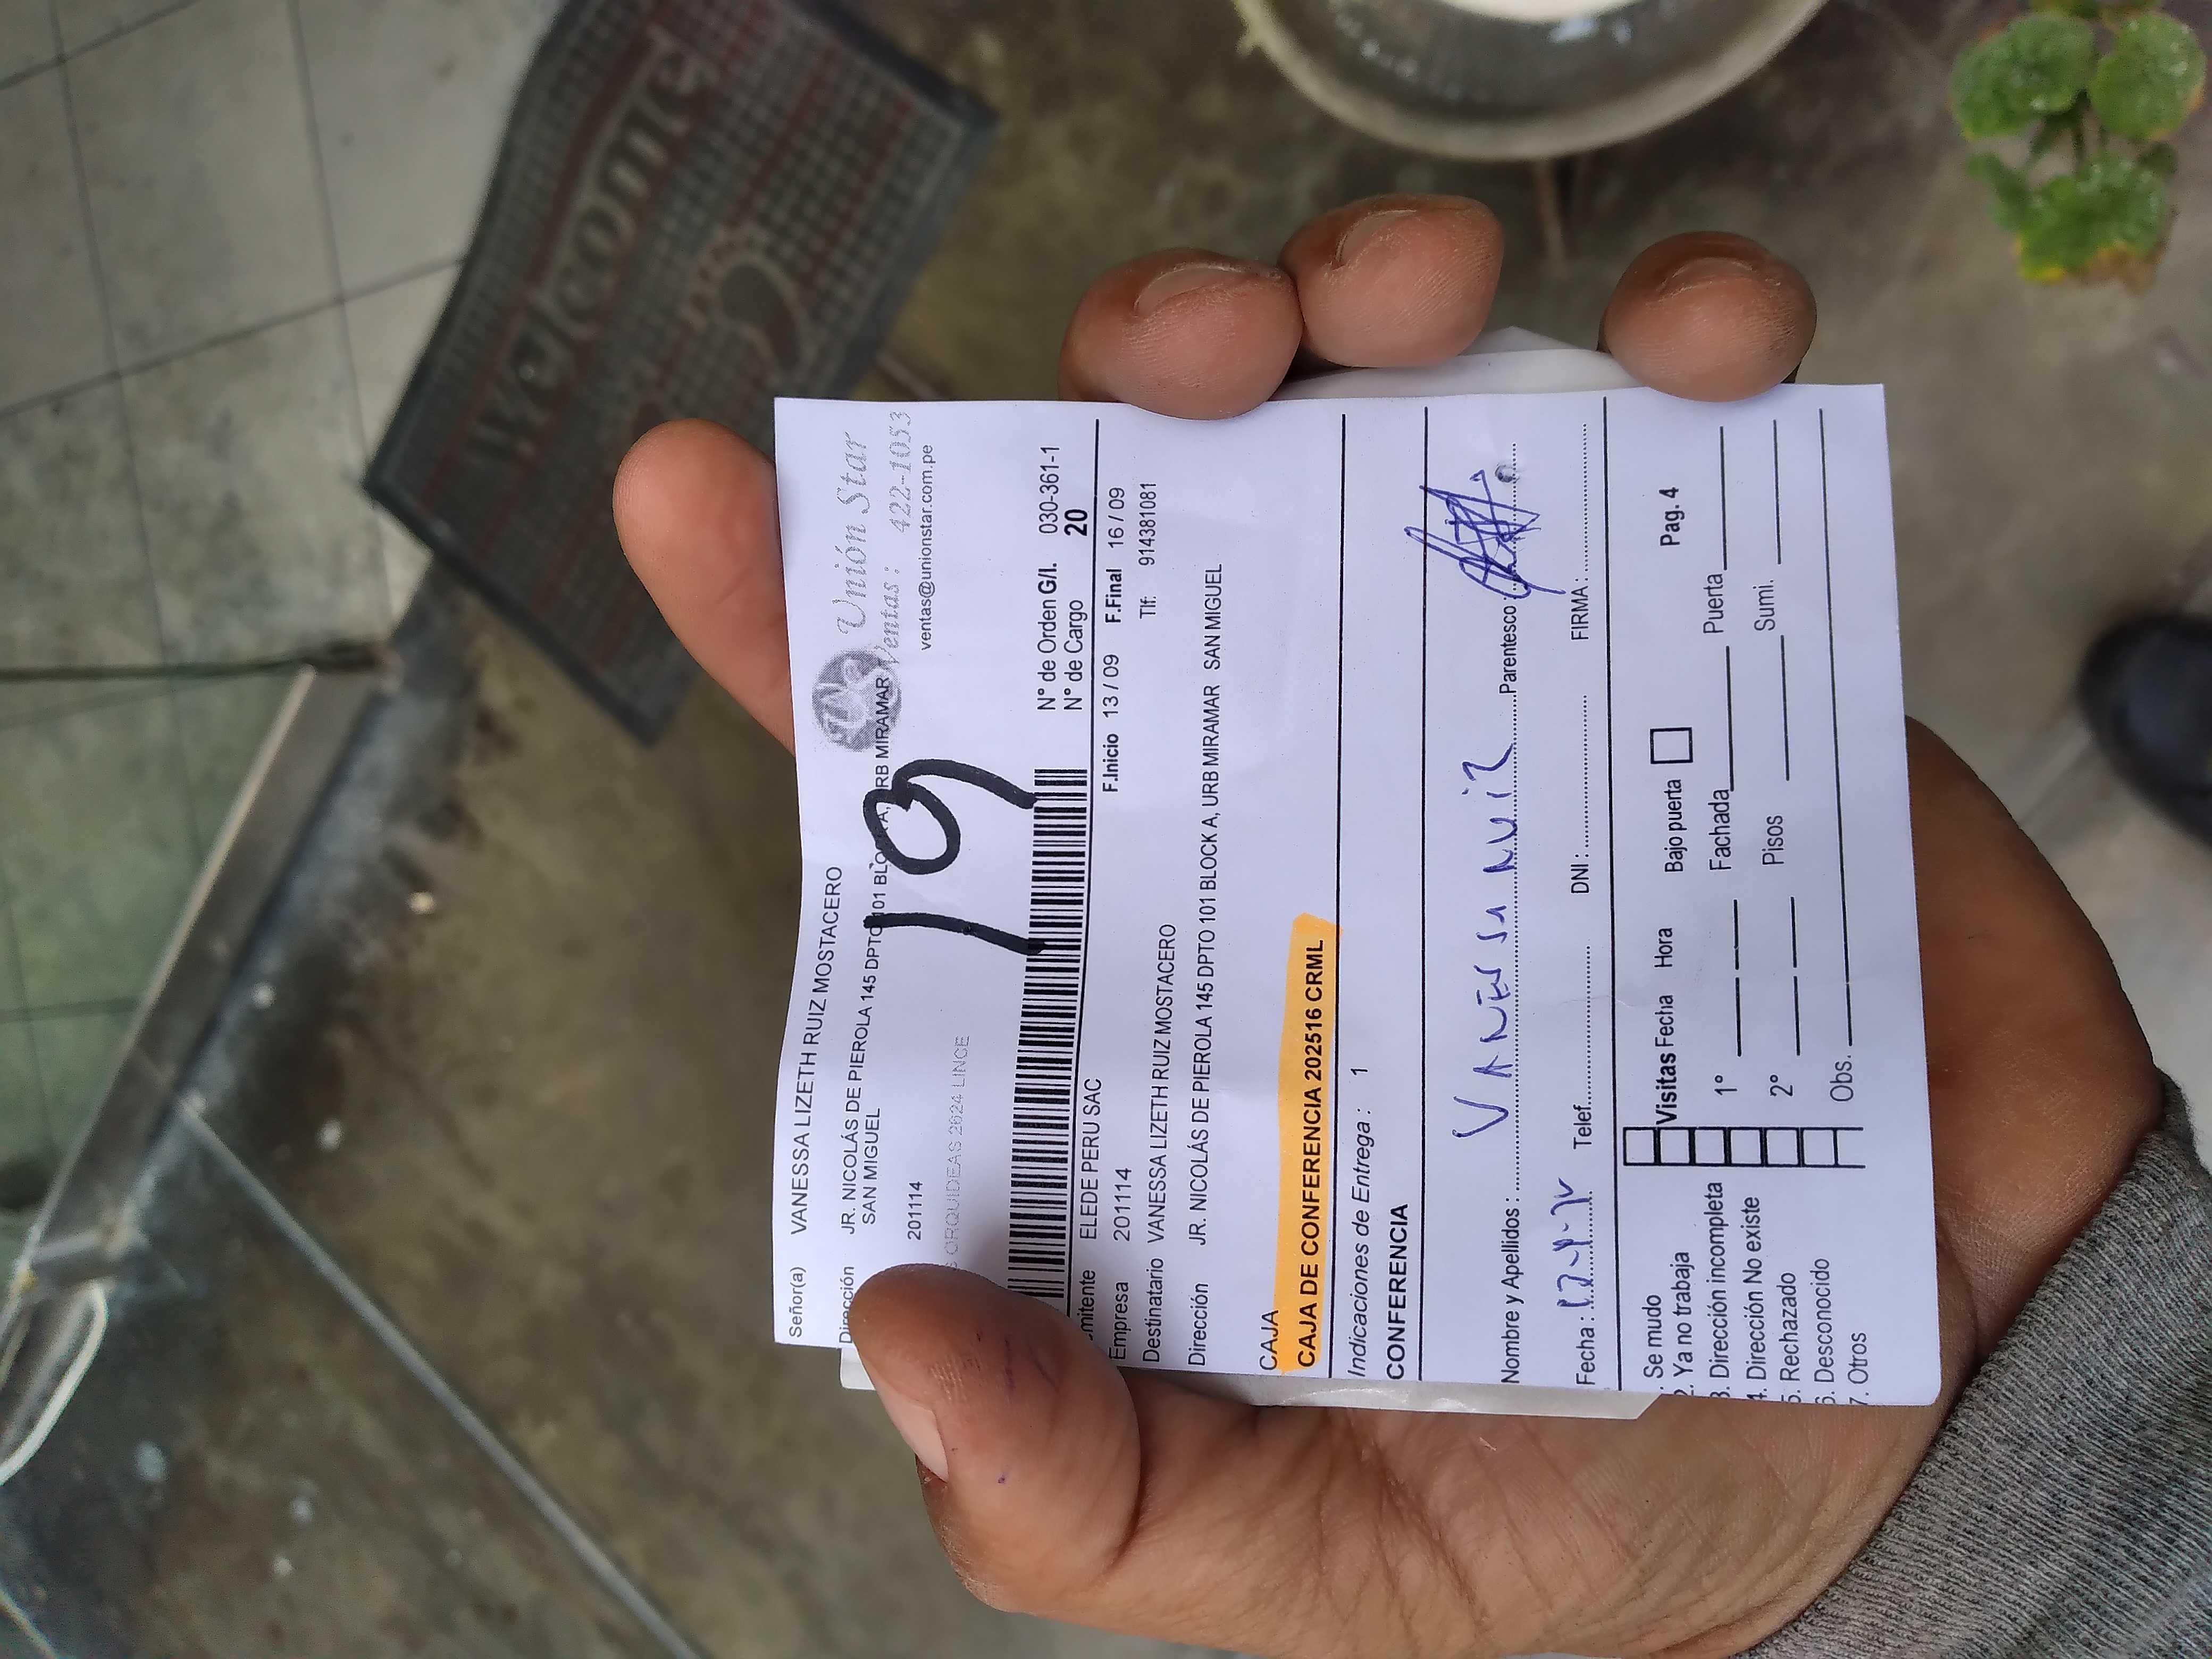 Welcome
Señor(a) VANESSA LIZETH RUIZ MOSTACERO
Unión Star
Dirección JR. NICOLÁS DE PIEROLA 145 DPTO 101 BLOCK A, URB MIRAMAR
SAN MIGUEL
Ventas: 422-1053
201114
ventas@unionstar.com.pe
ORQUIDEAS 2624 LINCE
19
N° de Orden G/I. 030-361-1
N° de Cargo 20
mitente ELEDE PERU SAC
F.Inicio 13 / 09 F.Final 16 / 09
Empresa 201114
Destinatario VANESSA LIZETH RUIZ MOSTACERO Tlf: 914381081
Dirección JR. NICOLÁS DE PIEROLA 145 DPTO 101 BLOCK A, URB MIRAMAR SAN MIGUEL
CAJA
CAJA DE CONFERENCIA 202516 CRML
Indicaciones de Entrega : 1
CONFERENCIA
Nombre y Apellidos : VANESSA RUIZ Parentesco :
Fecha : Telef. DNI : FIRMA :
. Se mudo
2. Ya no trabaja Visitas Fecha Hora Bajo puerta Pag. 4
3. Dirección incompleta 1° Fachada Puerta
4. Dirección No existe
5. Rechazado 2° Pisos Sumi.
6. Desconocido
7. Otros Obs.